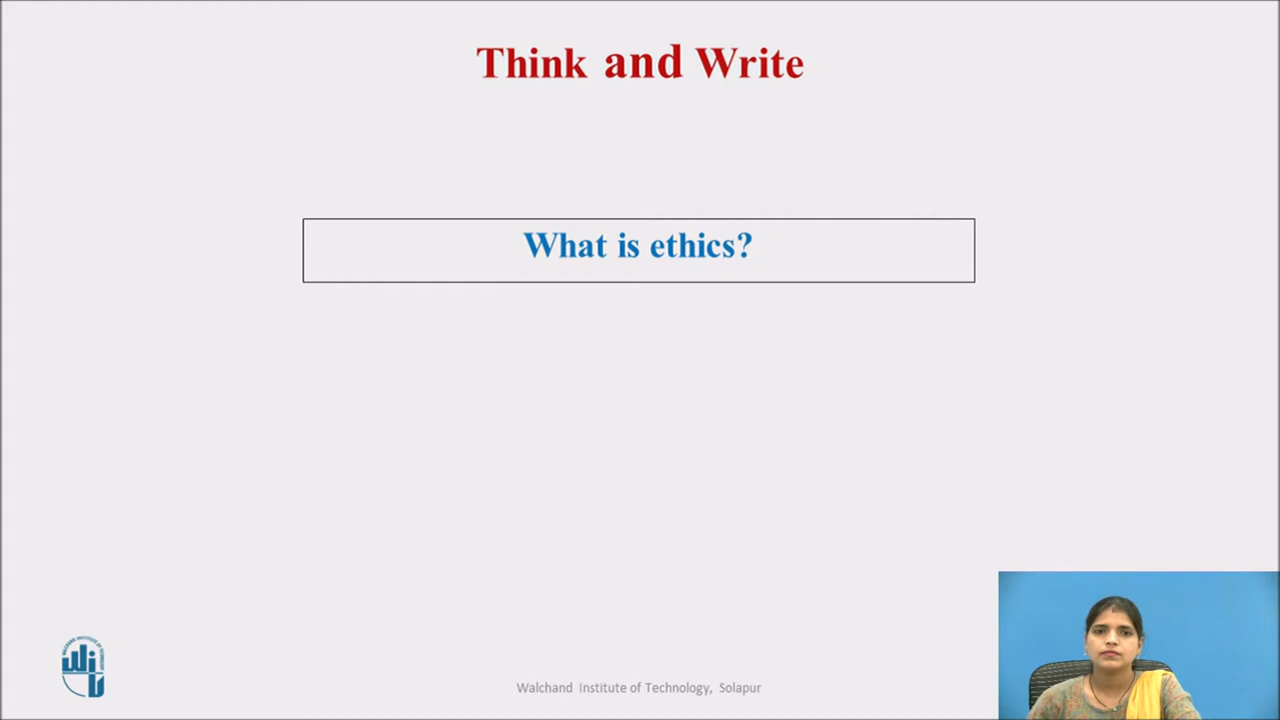 Think and Write
What is ethics?
Walchand Institute of Technology, Solapur